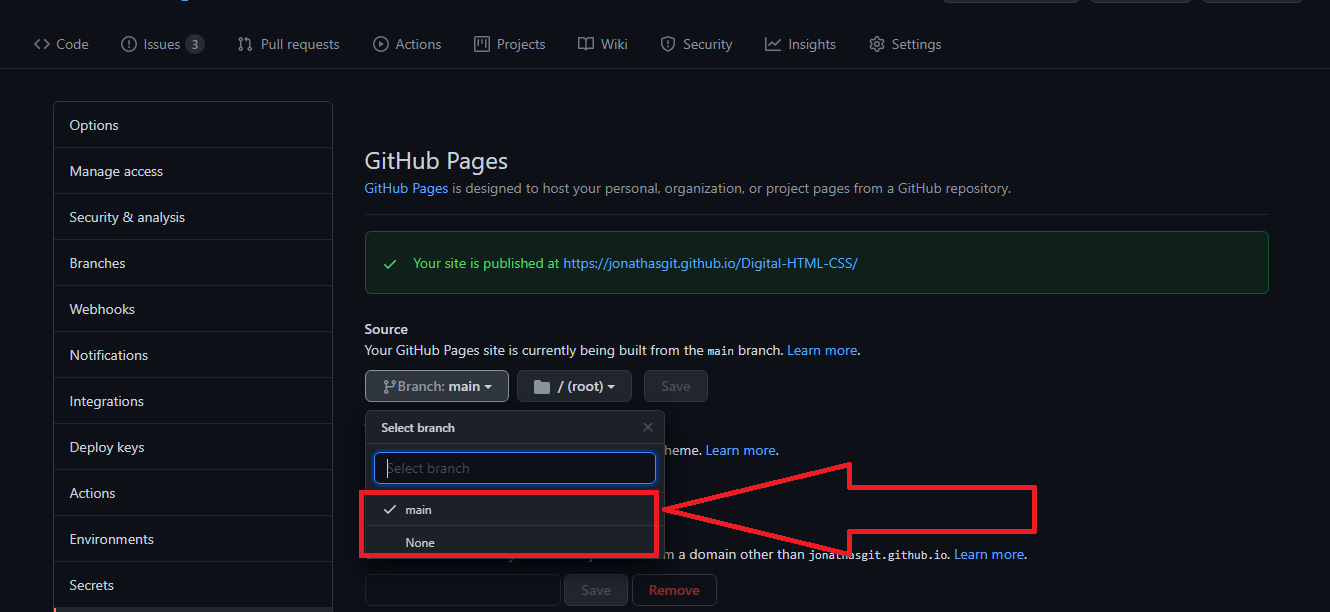 Code Issues 3 Pull requests Actions Projects Wiki Security Insights Settings
Options
Manage access
Security & analysis
Branches
Webhooks
Notifications
Integrations
Deploy keys
Actions
Environments
Secrets
GitHub Pages
GitHub Pages is designed to host your personal, organization, or project pages from a GitHub repository.
Your site is published at https://jonathasgit.github.io/Digital-HTML-CSS/
Source
Your GitHub Pages site is currently being built from the main branch. Learn more.
Branch: main / (root) Save
Select branch
heme. Learn more.
Select branch
main
None
m a domain other than jonathasgit.github.io. Learn more.
Save Remove